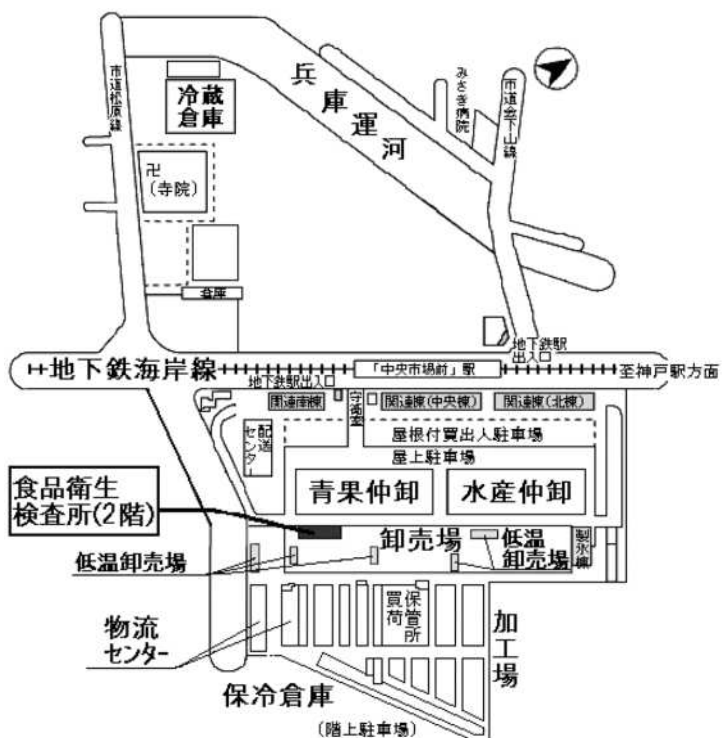 兵庫運河
市道松原線
冷蔵
倉庫
みさき病院
市道会下山線
卍
(寺院)
倉庫
地下鉄駅
出入口
地下鉄海岸線
「中央市場前」駅
至神戸駅方面
地下鉄駅出入口
関連南棟
守衛室
関連棟(中央棟)
関連棟(北棟)
配送
センター
屋根付買出人駐車場
屋上駐車場
青果仲卸
水産仲卸
食品衛生
検査所(2階)
卸売場
低温
卸売場
製氷棟
低温卸売場
買荷
保管所
加工場
物流
センター
保冷倉庫
(階上駐車場)